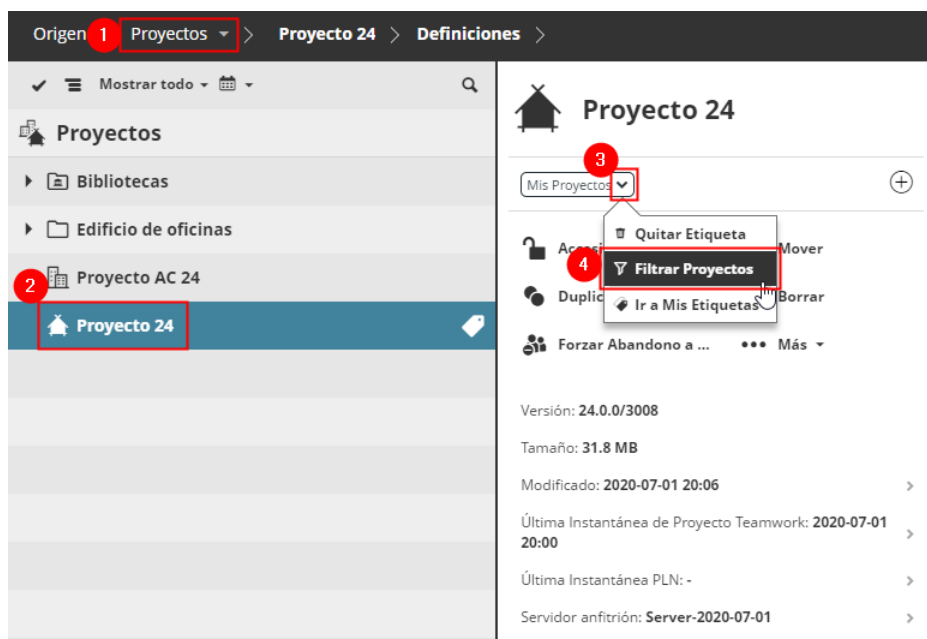 Origen 1 Proyectos > Proyecto 24 > Definiciones >
Mostrar todo
Proyectos
Bibliotecas
Edificio de oficinas
Proyecto AC 24
2
Proyecto 24
Proyecto 24
3
Mis Proyectos
Quitar Etiqueta
Mover
4
Filtrar Proyectos
Duplic
Ir a Mis Etiquetas
Borrar
Forzar Abandono a ...
Más
Versión: 24.0.0/3008
Tamaño: 31.8 MB
Modificado: 2020-07-01 20:06
Última Instantánea de Proyecto Teamwork: 2020-07-01
20:00
Última Instantánea PLN: -
Servidor anfitrión: Server-2020-07-01